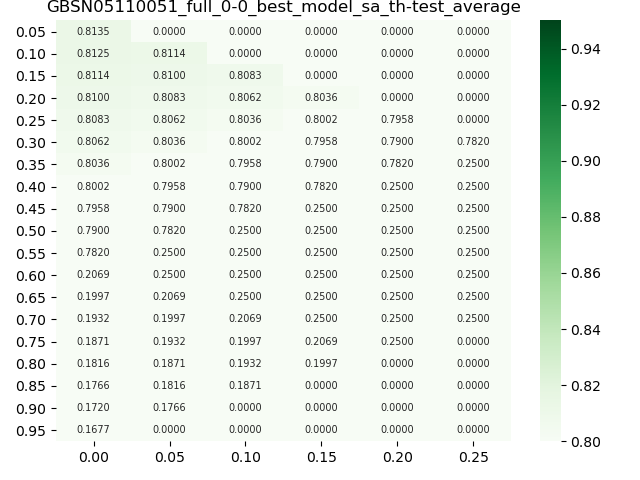 GBSN05110051_full_0-0_best_model_sa_th-test_average
0.05 0.8135 0.0000 0.0000 0.0000 0.0000 0.0000
0.10 0.8125 0.8114 0.0000 0.0000 0.0000 0.0000
0.15 0.8114 0.8100 0.8083 0.0000 0.0000 0.0000
0.20 0.8100 0.8083 0.8062 0.8036 0.0000 0.0000
0.25 0.8083 0.8062 0.8036 0.8002 0.7958 0.0000
0.30 0.8062 0.8036 0.8002 0.7958 0.7900 0.7820
0.35 0.8036 0.8002 0.7958 0.7900 0.7820 0.2500
0.40 0.8002 0.7958 0.7900 0.7820 0.2500 0.2500
0.45 0.7958 0.7900 0.7820 0.2500 0.2500 0.2500
0.50 0.7900 0.7820 0.2500 0.2500 0.2500 0.2500
0.55 0.7820 0.2500 0.2500 0.2500 0.2500 0.2500
0.60 0.2069 0.2500 0.2500 0.2500 0.2500 0.2500
0.65 0.1997 0.2069 0.2500 0.2500 0.2500 0.2500
0.70 0.1932 0.1997 0.2069 0.2500 0.2500 0.0000
0.75 0.1871 0.1932 0.1997 0.2069 0.2500 0.0000
0.80 0.1816 0.1871 0.1932 0.1997 0.0000 0.0000
0.85 0.1766 0.1816 0.1871 0.0000 0.0000 0.0000
0.90 0.1720 0.1766 0.0000 0.0000 0.0000 0.0000
0.95 0.1677 0.0000 0.0000 0.0000 0.0000 0.0000
0.00 0.05 0.10 0.15 0.20 0.25
0.94
0.92
0.90
0.88
0.86
0.84
0.82
0.80